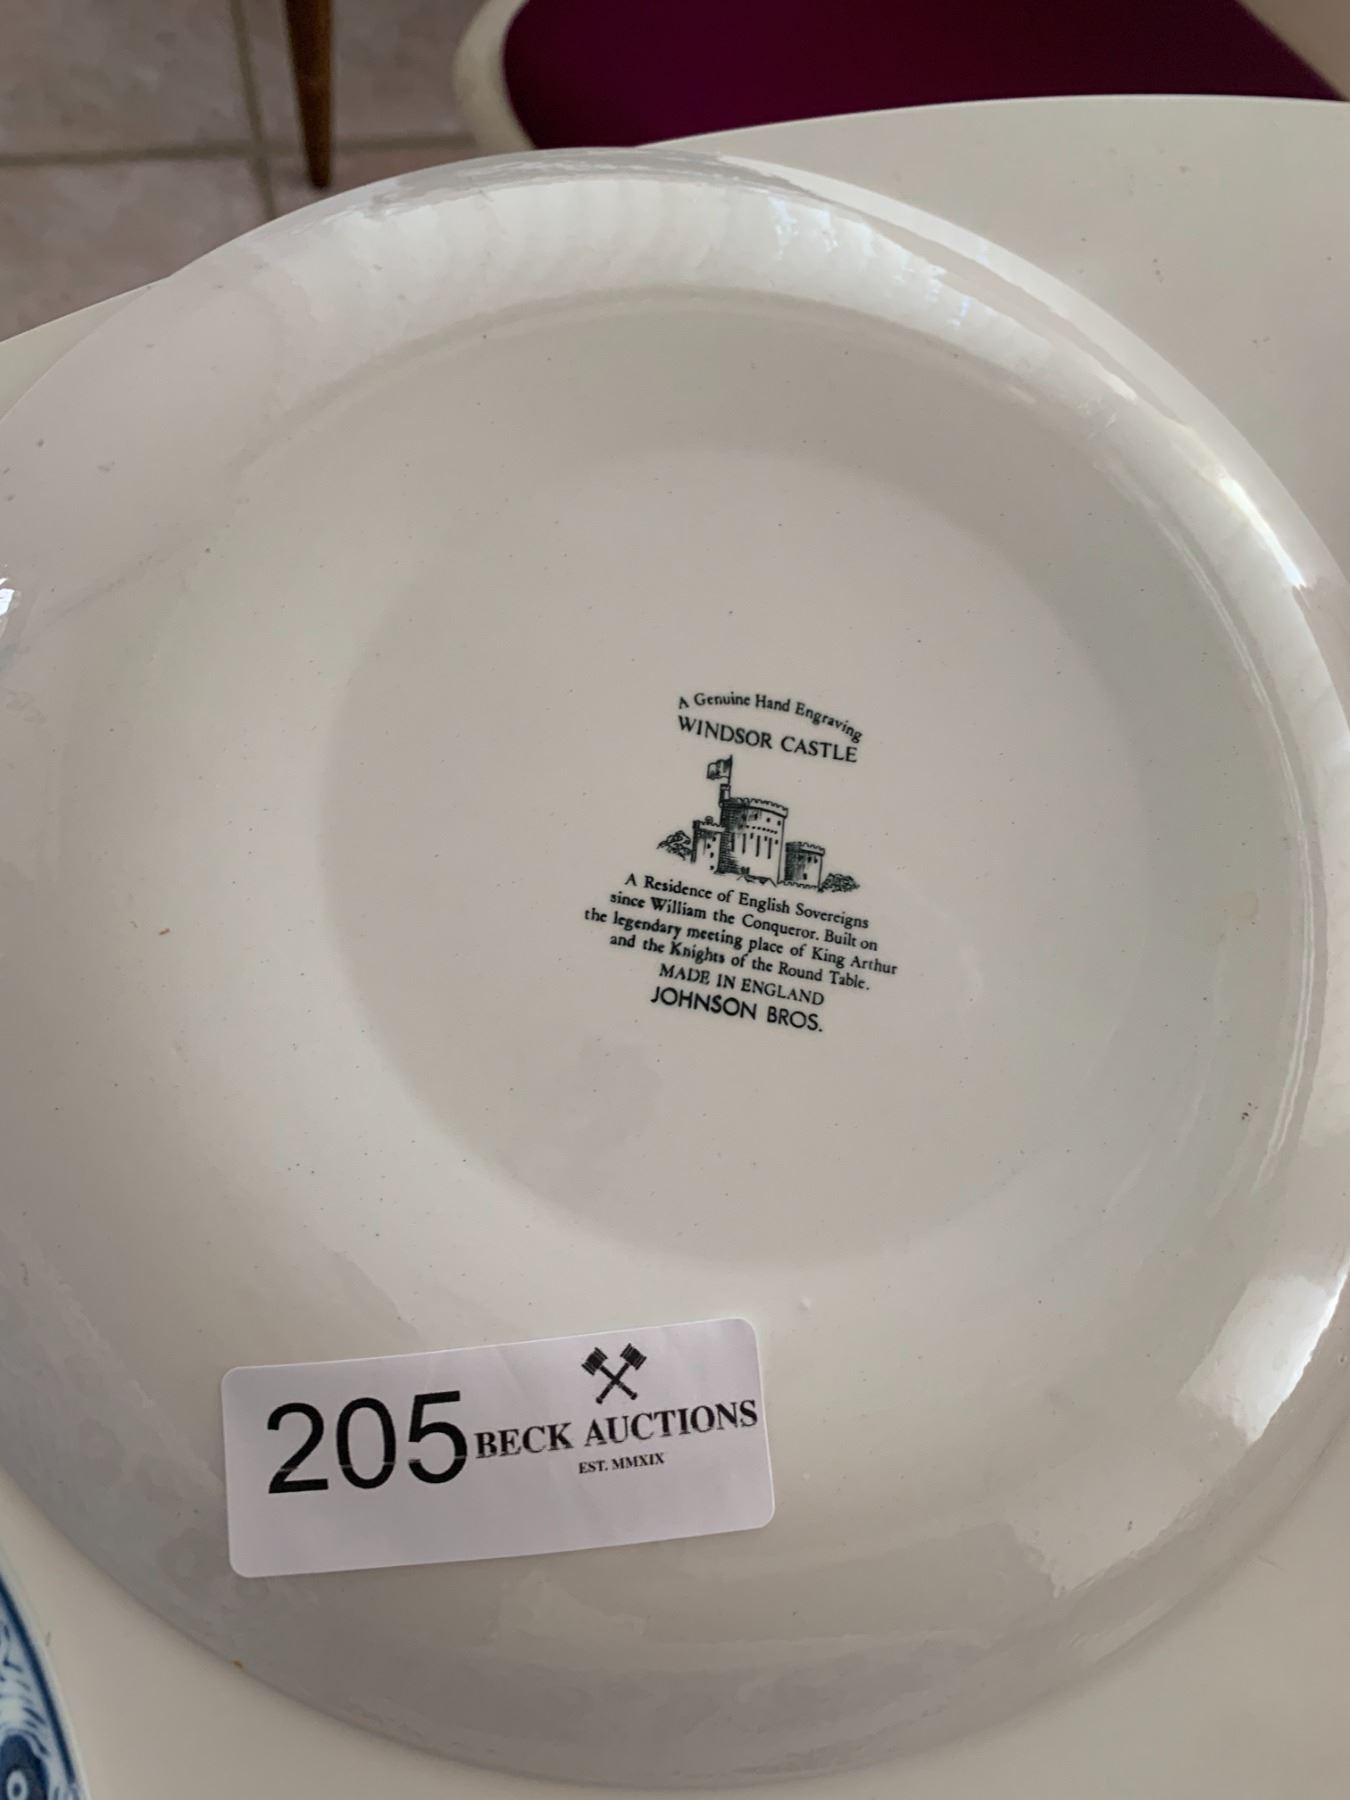 A Genuine Hand Engraving
WINDSOR CASTLE
A Residence of English Sovereigns
since William the Conqueror. Built on
the legendary meeting place of King Arthur
and the Knights of the Round Table.
MADE IN ENGLAND
JOHNSON BROS.
205
BECK AUCTIONS
EST. MMXIX